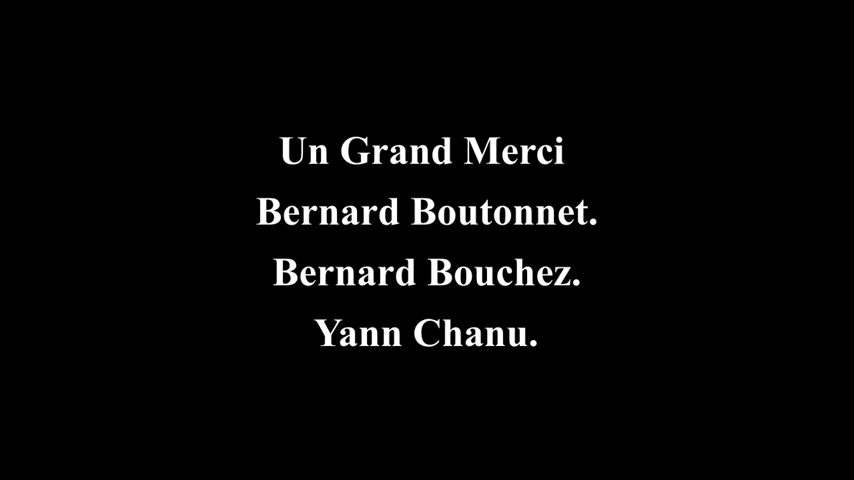 Un Grand Merci
Bernard Boutonnet.
Bernard Bouchez.
Yann Chanu.